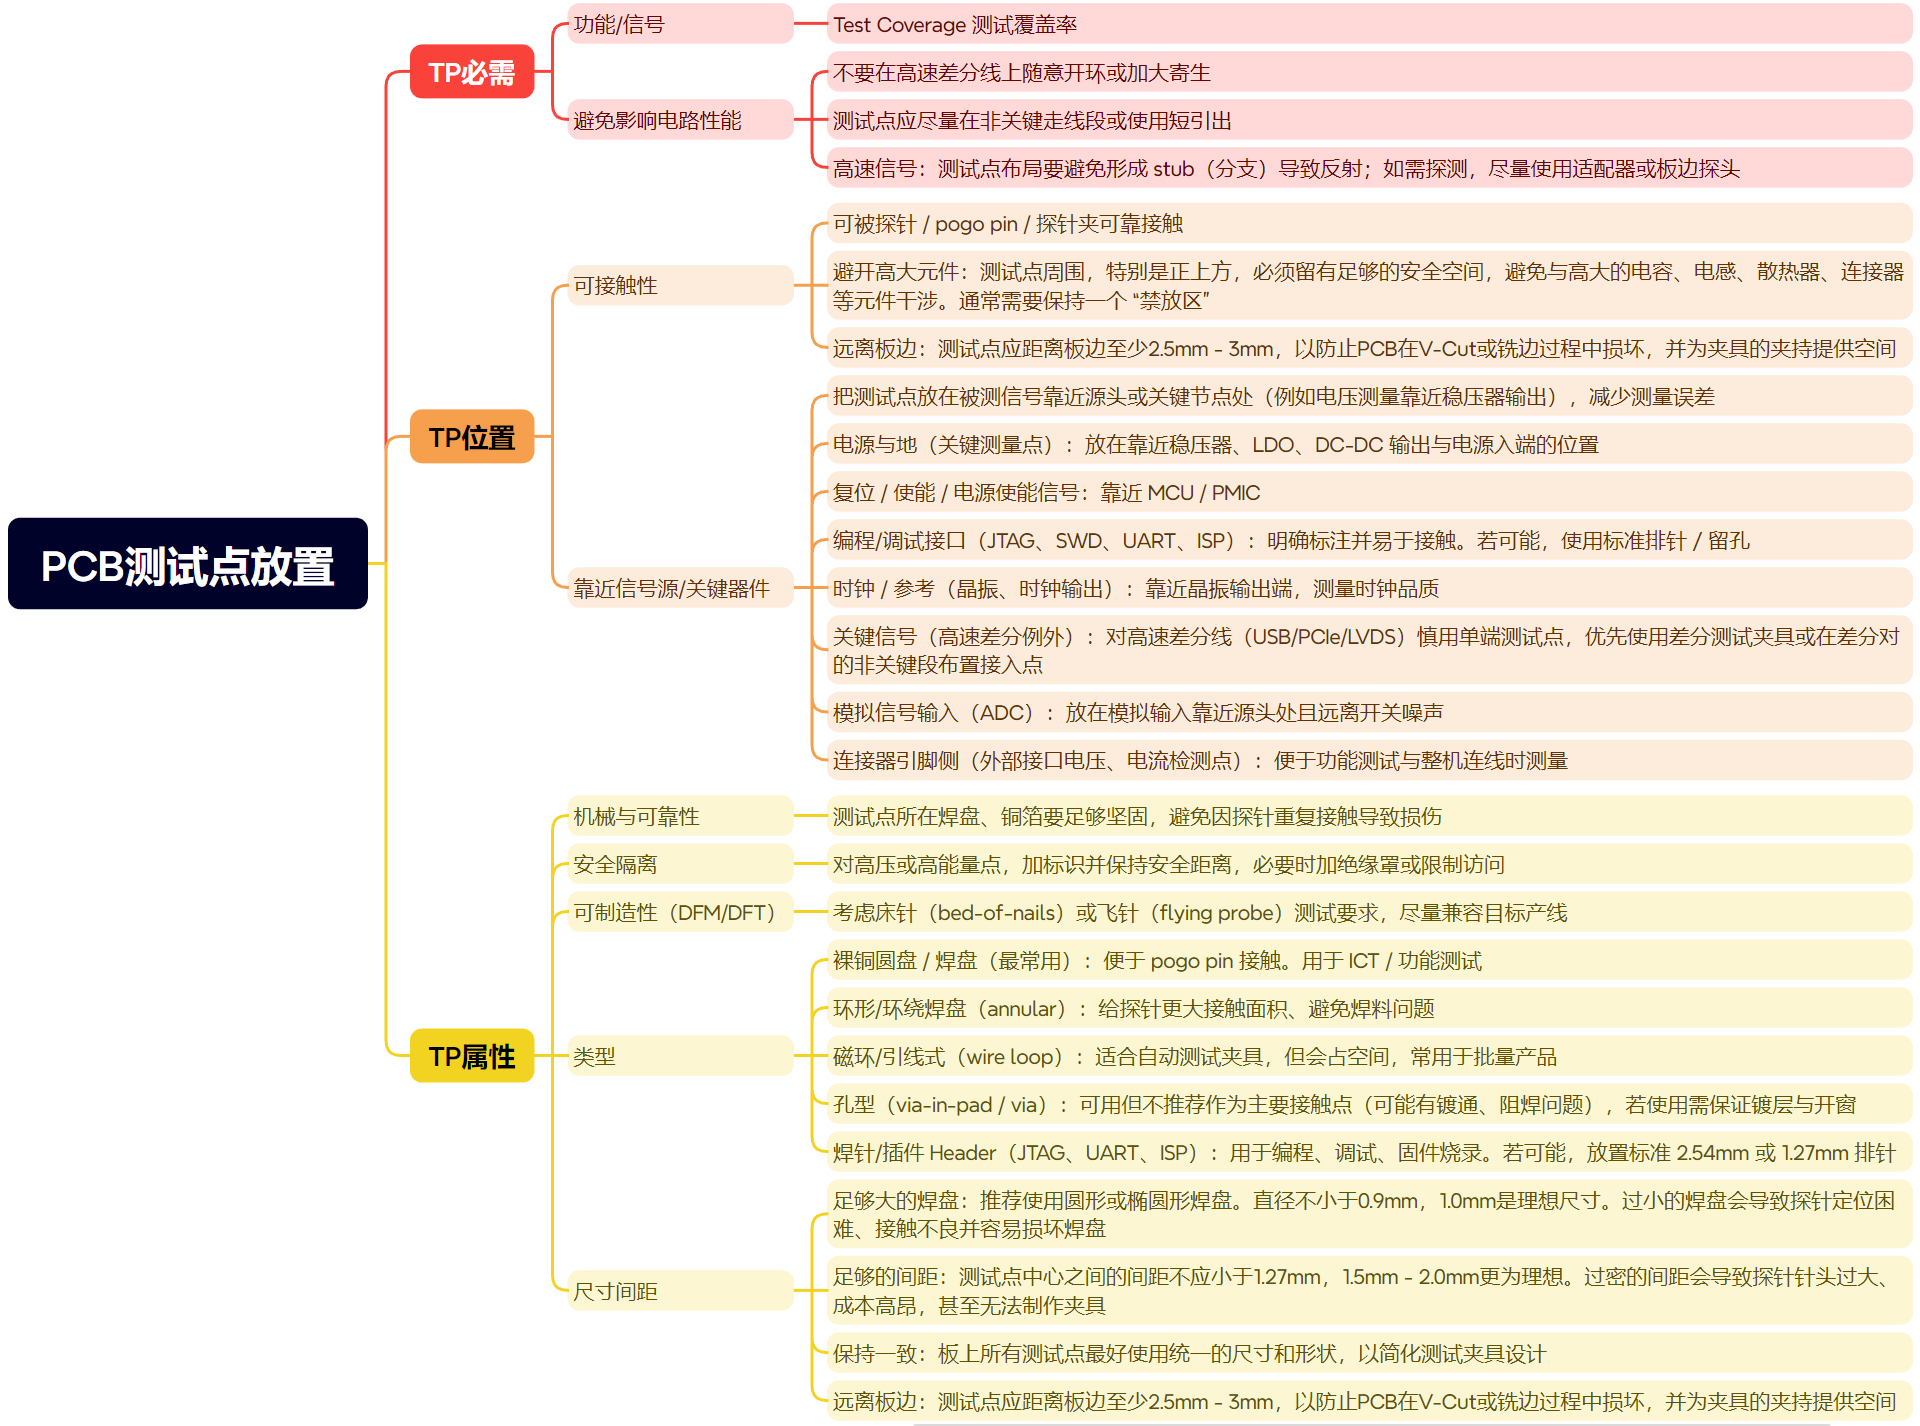 PCB测试点放置
TP必需
功能/信号
Test Coverage 测试覆盖率
避免影响电路性能
不要在高速差分线上随意开环或加大寄生
测试点应尽量在非关键走线段或使用短引出
高速信号：测试点布局要避免形成 stub（分支）导致反射；如需探测，尽量使用适配器或板边探头
TP位置
可接触性
可被探针 / pogo pin / 探针夹可靠接触
避开高大元件：测试点周围，特别是正上方，必须留有足够的安全空间，避免与高大的电容、电感、散热器、连接器
等元件干涉。通常需要保持一个 “禁放区”
远离板边：测试点应距离板边至少2.5mm - 3mm，以防止PCB在V-Cut或铣边过程中损坏，并为夹具的夹持提供空间
靠近信号源/关键器件
把测试点放在被测信号靠近源头或关键节点处（例如电压测量靠近稳压器输出），减少测量误差
电源与地（关键测量点）：放在靠近稳压器、LDO、DC-DC 输出与电源入端的位置
复位 / 使能 / 电源使能信号：靠近 MCU / PMIC
编程/调试接口（JTAG、SWD、UART、ISP）：明确标注并易于接触。若可能，使用标准排针 / 留孔
时钟 / 参考（晶振、时钟输出）：靠近晶振输出端，测量时钟品质
关键信号（高速差分例外）：对高速差分线（USB/PCIe/LVDS）慎用单端测试点，优先使用差分测试夹具或在差分对
的非关键段布置接入点
模拟信号输入（ADC）：放在模拟输入靠近源头处且远离开关噪声
连接器引脚侧（外部接口电压、电流检测点）：便于功能测试与整机连线时测量
TP属性
机械与可靠性
测试点所在焊盘、铜箔要足够坚固，避免因探针重复接触导致损伤
安全隔离
对高压或高能量点，加标识并保持安全距离，必要时加绝缘罩或限制访问
可制造性（DFM/DFT）
考虑床针（bed-of-nails）或飞针（flying probe）测试要求，尽量兼容目标产线
类型
裸铜圆盘 / 焊盘（最常用）：便于 pogo pin 接触。用于 ICT / 功能测试
环形/环绕焊盘（annular）：给探针更大接触面积、避免焊料问题
磁环/引线式（wire loop）：适合自动测试夹具，但会占空间，常用于批量产品
孔型（via-in-pad / via）：可用但不推荐作为主要接触点（可能有镀通、阻焊问题），若使用需保证镀层与开窗
焊针/插件 Header（JTAG、UART、ISP）：用于编程、调试、固件烧录。若可能，放置标准 2.54mm 或 1.27mm 排针
尺寸间距
足够大的焊盘：推荐使用圆形或椭圆形焊盘。直径不小于0.9mm，1.0mm是理想尺寸。过小的焊盘会导致探针定位困
难、接触不良并容易损坏焊盘
足够的间距：测试点中心之间的间距不应小于1.27mm，1.5mm - 2.0mm更为理想。过密的间距会导致探针针头过大、
成本高昂，甚至无法制作夹具
保持一致：板上所有测试点最好使用统一的尺寸和形状，以简化测试夹具设计
远离板边：测试点应距离板边至少2.5mm - 3mm，以防止PCB在V-Cut或铣边过程中损坏，并为夹具的夹持提供空间